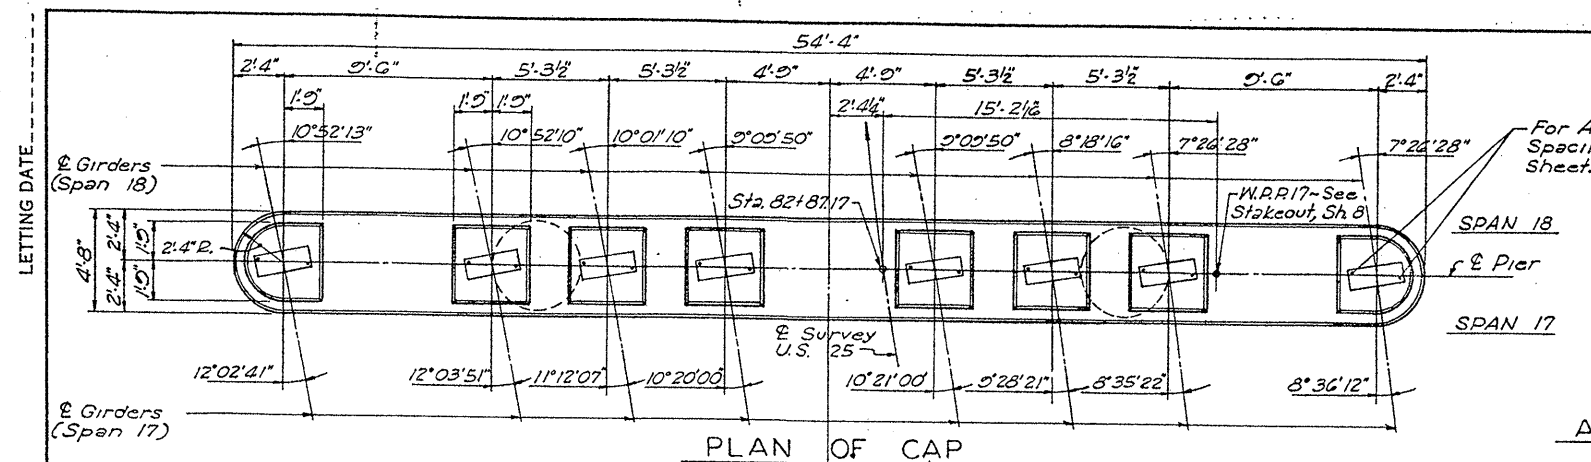 LETTING DATE
54'-4"
2'-4"
9'-6"
5'-3½"
5'-3½"
4'-9"
4'-9"
5'-3½"
5'-3½"
9'-6"
2'-4"
1'-9"
1'-9"
1'-9"
2'-4¼"
10°52'13"
10°52'10"
10°01'10"
9°09'50"
9°09'50"
8°18'16"
7°26'28"
7°26'28"
For A
Spacin
Sheet.
℄ Girders
(Span 18)
Sta. 82+87.17
W.P.P.17~See
Stakeout, Sh. 8
SPAN 18
4'-8"
2'-4"
2'-4"
1'-9"
1'-9"
2'-4" R.
℄ Pier
SPAN 17
℄ Survey
U.S. 25
12°02'41"
12°03'51"
11°12'07"
10°20'00"
10°21'00"
9°28'21"
8°35'22"
8°36'12"
℄ Girders
(Span 17)
PLAN OF CAP